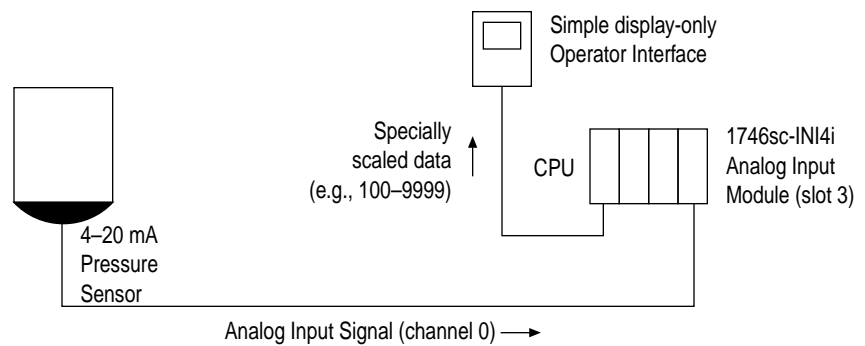 Simple display-only
Operator Interface
Specially
scaled data
(e.g., 100–9999)
CPU
1746sc-INI4i
Analog Input
Module (slot 3)
4–20 mA
Pressure
Sensor
Analog Input Signal (channel 0)